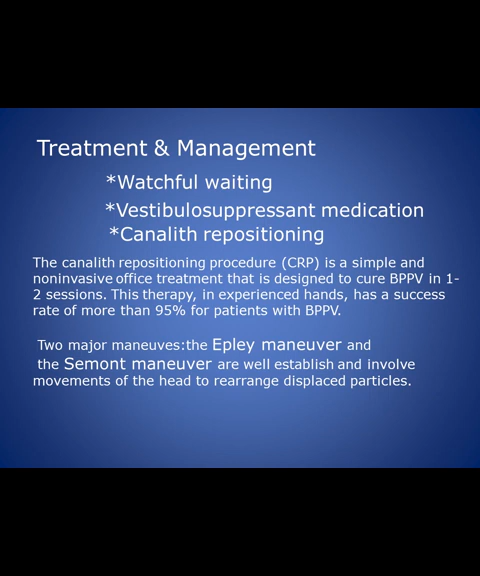 Treatment & Management
*Watchful waiting
*Vestibulosuppressant medication
*Canalith repositioning
The canalith repositioning procedure (CRP) is a simple and
noninvasive office treatment that is designed to cure BPPV in 1-
2 sessions. This therapy, in experienced hands, has a success
rate of more than 95% for patients with BPPV.
Two major maneuves:the Epley maneuver and
the Semont maneuver are well establish and involve
movements of the head to rearrange displaced particles.